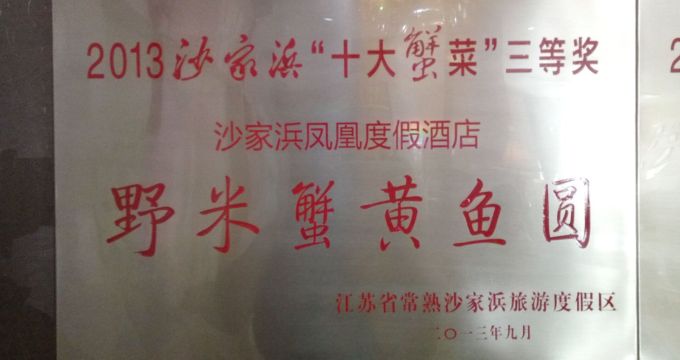 2013沙家浜“十大蟹菜”三等奖
沙家浜凤凰度假酒店
野米蟹黄鱼圆
江苏省常熟沙家浜旅游度假区
二〇一三年九月